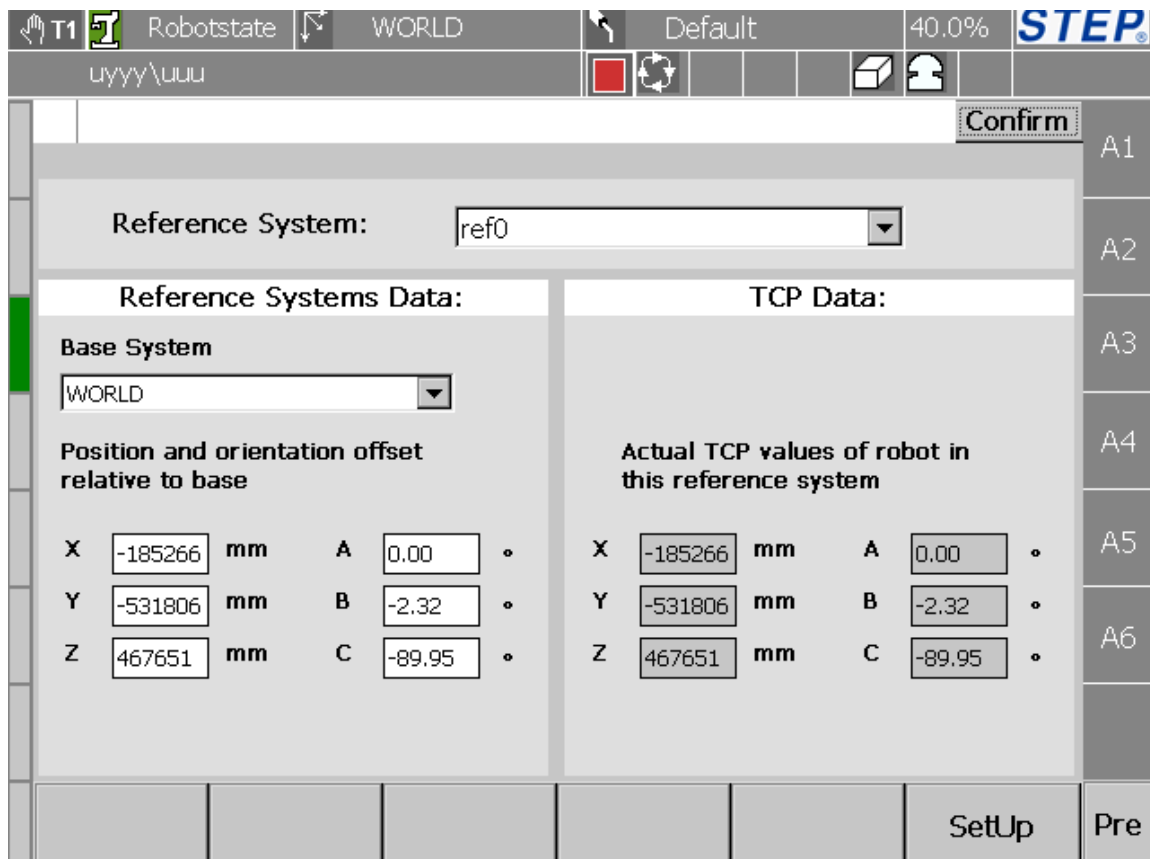 T1 Robotstate WORLD Default 40.0% STEP®
uyyy\uuu
Confirm
A1
Reference System: ref0
A2
Reference Systems Data: TCP Data:
Base System
A3
WORLD
Position and orientation offset
relative to base
Actual TCP values of robot in
this reference system
A4
X -185266 mm A 0.00 ° X -185266 mm A 0.00 °
A5
Y -531806 mm B -2.32 ° Y -531806 mm B -2.32 °
Z 467651 mm C -89.95 ° Z 467651 mm C -89.95 °
A6
SetUp Pre